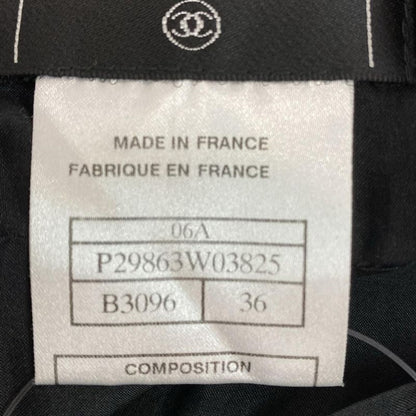 MADE IN FRANCE
FABRIQUE EN FRANCE
06A
P29863W03825
B3096 36
COMPOSITION